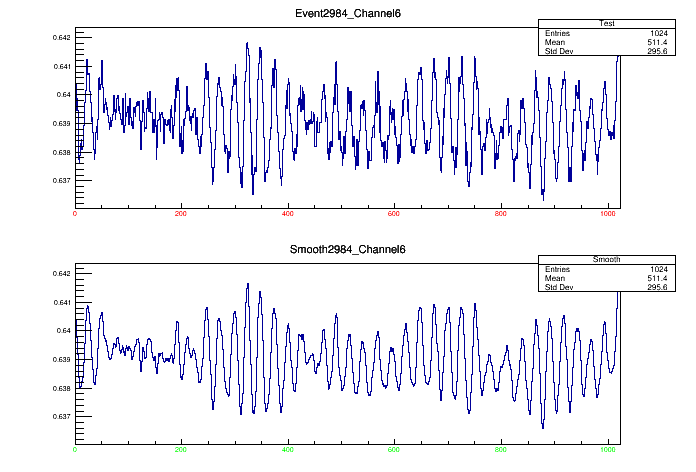 Event2984_Channel6
Test
Entries 1024
Mean 511.4
Std Dev 295.6
0.642
0.641
0.64
0.639
0.638
0.637
0 200 400 600 800 1000
Smooth2984_Channel6
Smooth
Entries 1024
Mean 511.4
Std Dev 295.6
0.642
0.641
0.64
0.639
0.638
0.637
0 200 400 600 800 1000